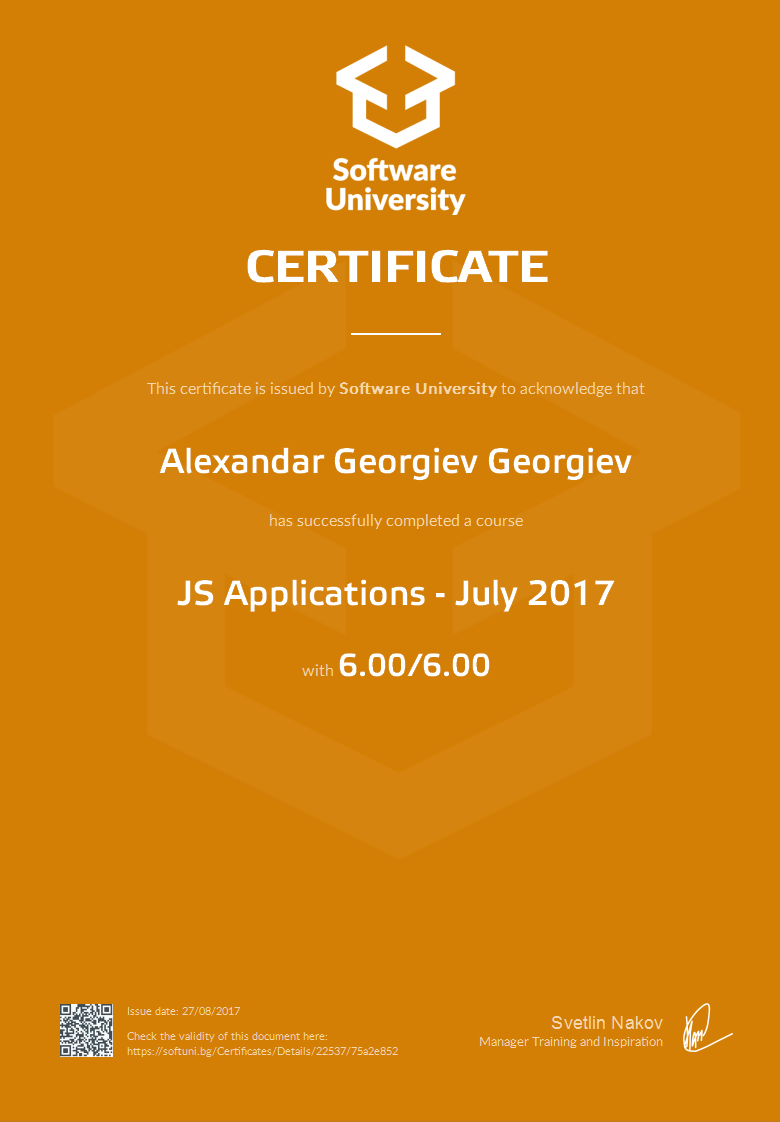 Software
University
CERTIFICATE
This certificate is issued by Software University to acknowledge that
Alexandar Georgiev Georgiev
has successfully completed a course
JS Applications - July 2017
with 6.00/6.00
Issue date: 27/08/2017
Check the validity of this document here:
https://softuni.bg/Certificates/Details/22537/75a2e852
Svetlin Nakov
Manager Training and Inspiration